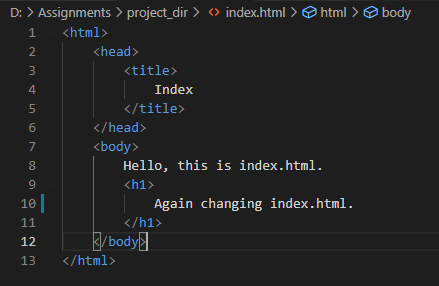 D: > Assignments > project_dir > <> index.html > html > body
1 <html>
2 <head>
3 <title>
4 Index
5 </title>
6 </head>
7 <body>
8 Hello, this is index.html.
9 <h1>
10 Again changing index.html.
11 </h1>
12 </body>
13 </html>